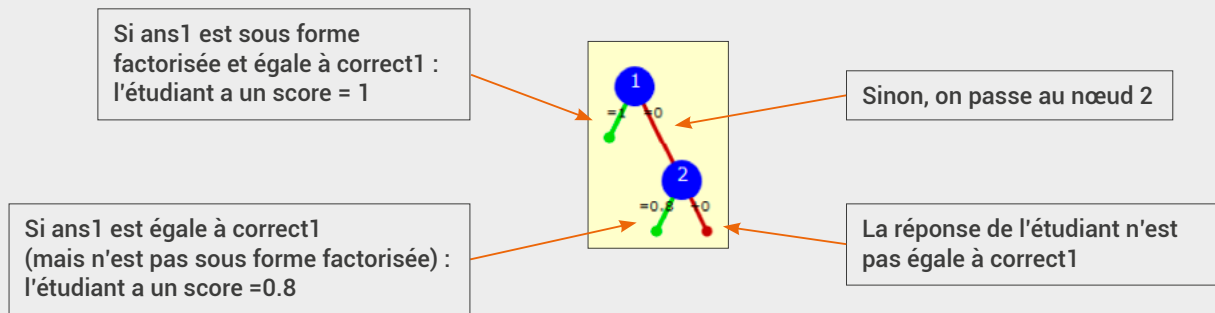 Si ans1 est sous forme
factorisée et égale à correct1 :
l'étudiant a un score = 1
1
=1 =0
Sinon, on passe au nœud 2
2
=0.8 =0
Si ans1 est égale à correct1
(mais n'est pas sous forme factorisée) :
l'étudiant a un score =0.8
La réponse de l'étudiant n'est
pas égale à correct1